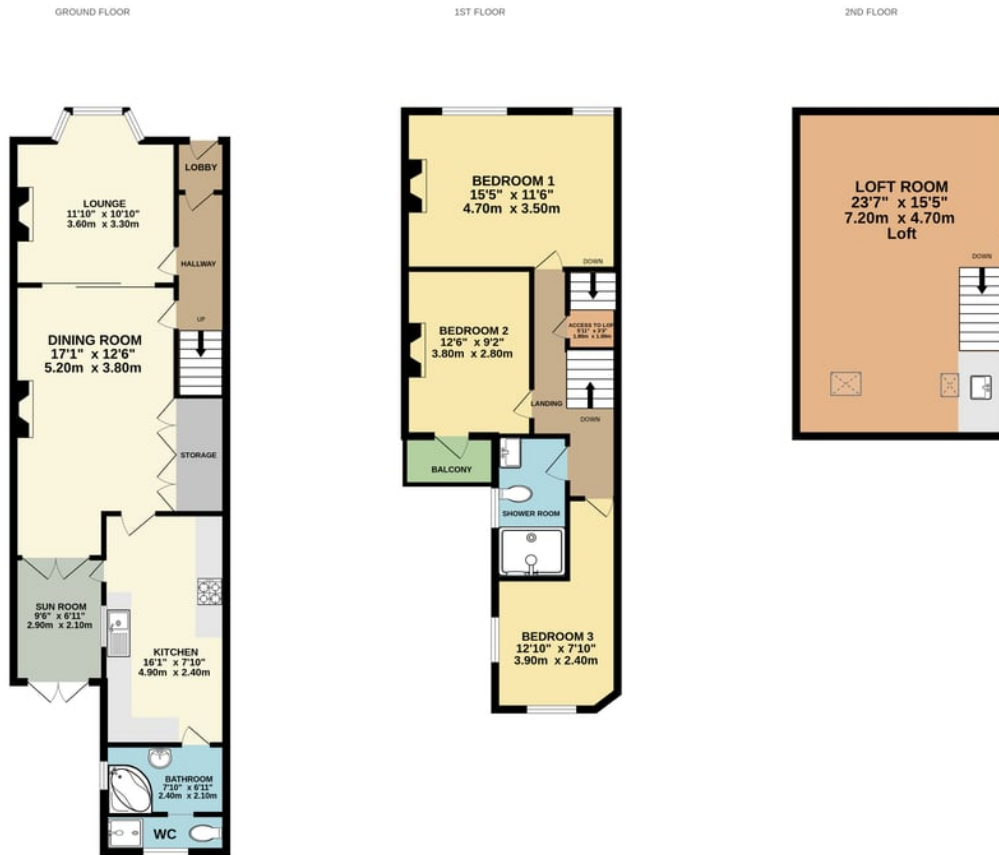 GROUND FLOOR
1ST FLOOR
2ND FLOOR
LOBBY
LOUNGE
11'10" x 10'10"
3.60m x 3.30m
HALLWAY
UP
DINING ROOM
17'1" x 12'6"
5.20m x 3.80m
STORAGE
SUN ROOM
9'6" x 6'11"
2.90m x 2.10m
KITCHEN
16'1" x 7'10"
4.90m x 2.40m
BATHROOM
7'10" x 6'11"
2.40m x 2.10m
WC
BEDROOM 1
15'5" x 11'6"
4.70m x 3.50m
DOWN
BEDROOM 2
12'6" x 9'2"
3.80m x 2.80m
ACCESS TO LOF
LANDING
DOWN
BALCONY
SHOWER ROOM
BEDROOM 3
12'10" x 7'10"
3.90m x 2.40m
LOFT ROOM
23'7" x 15'5"
7.20m x 4.70m
Loft
DOWN